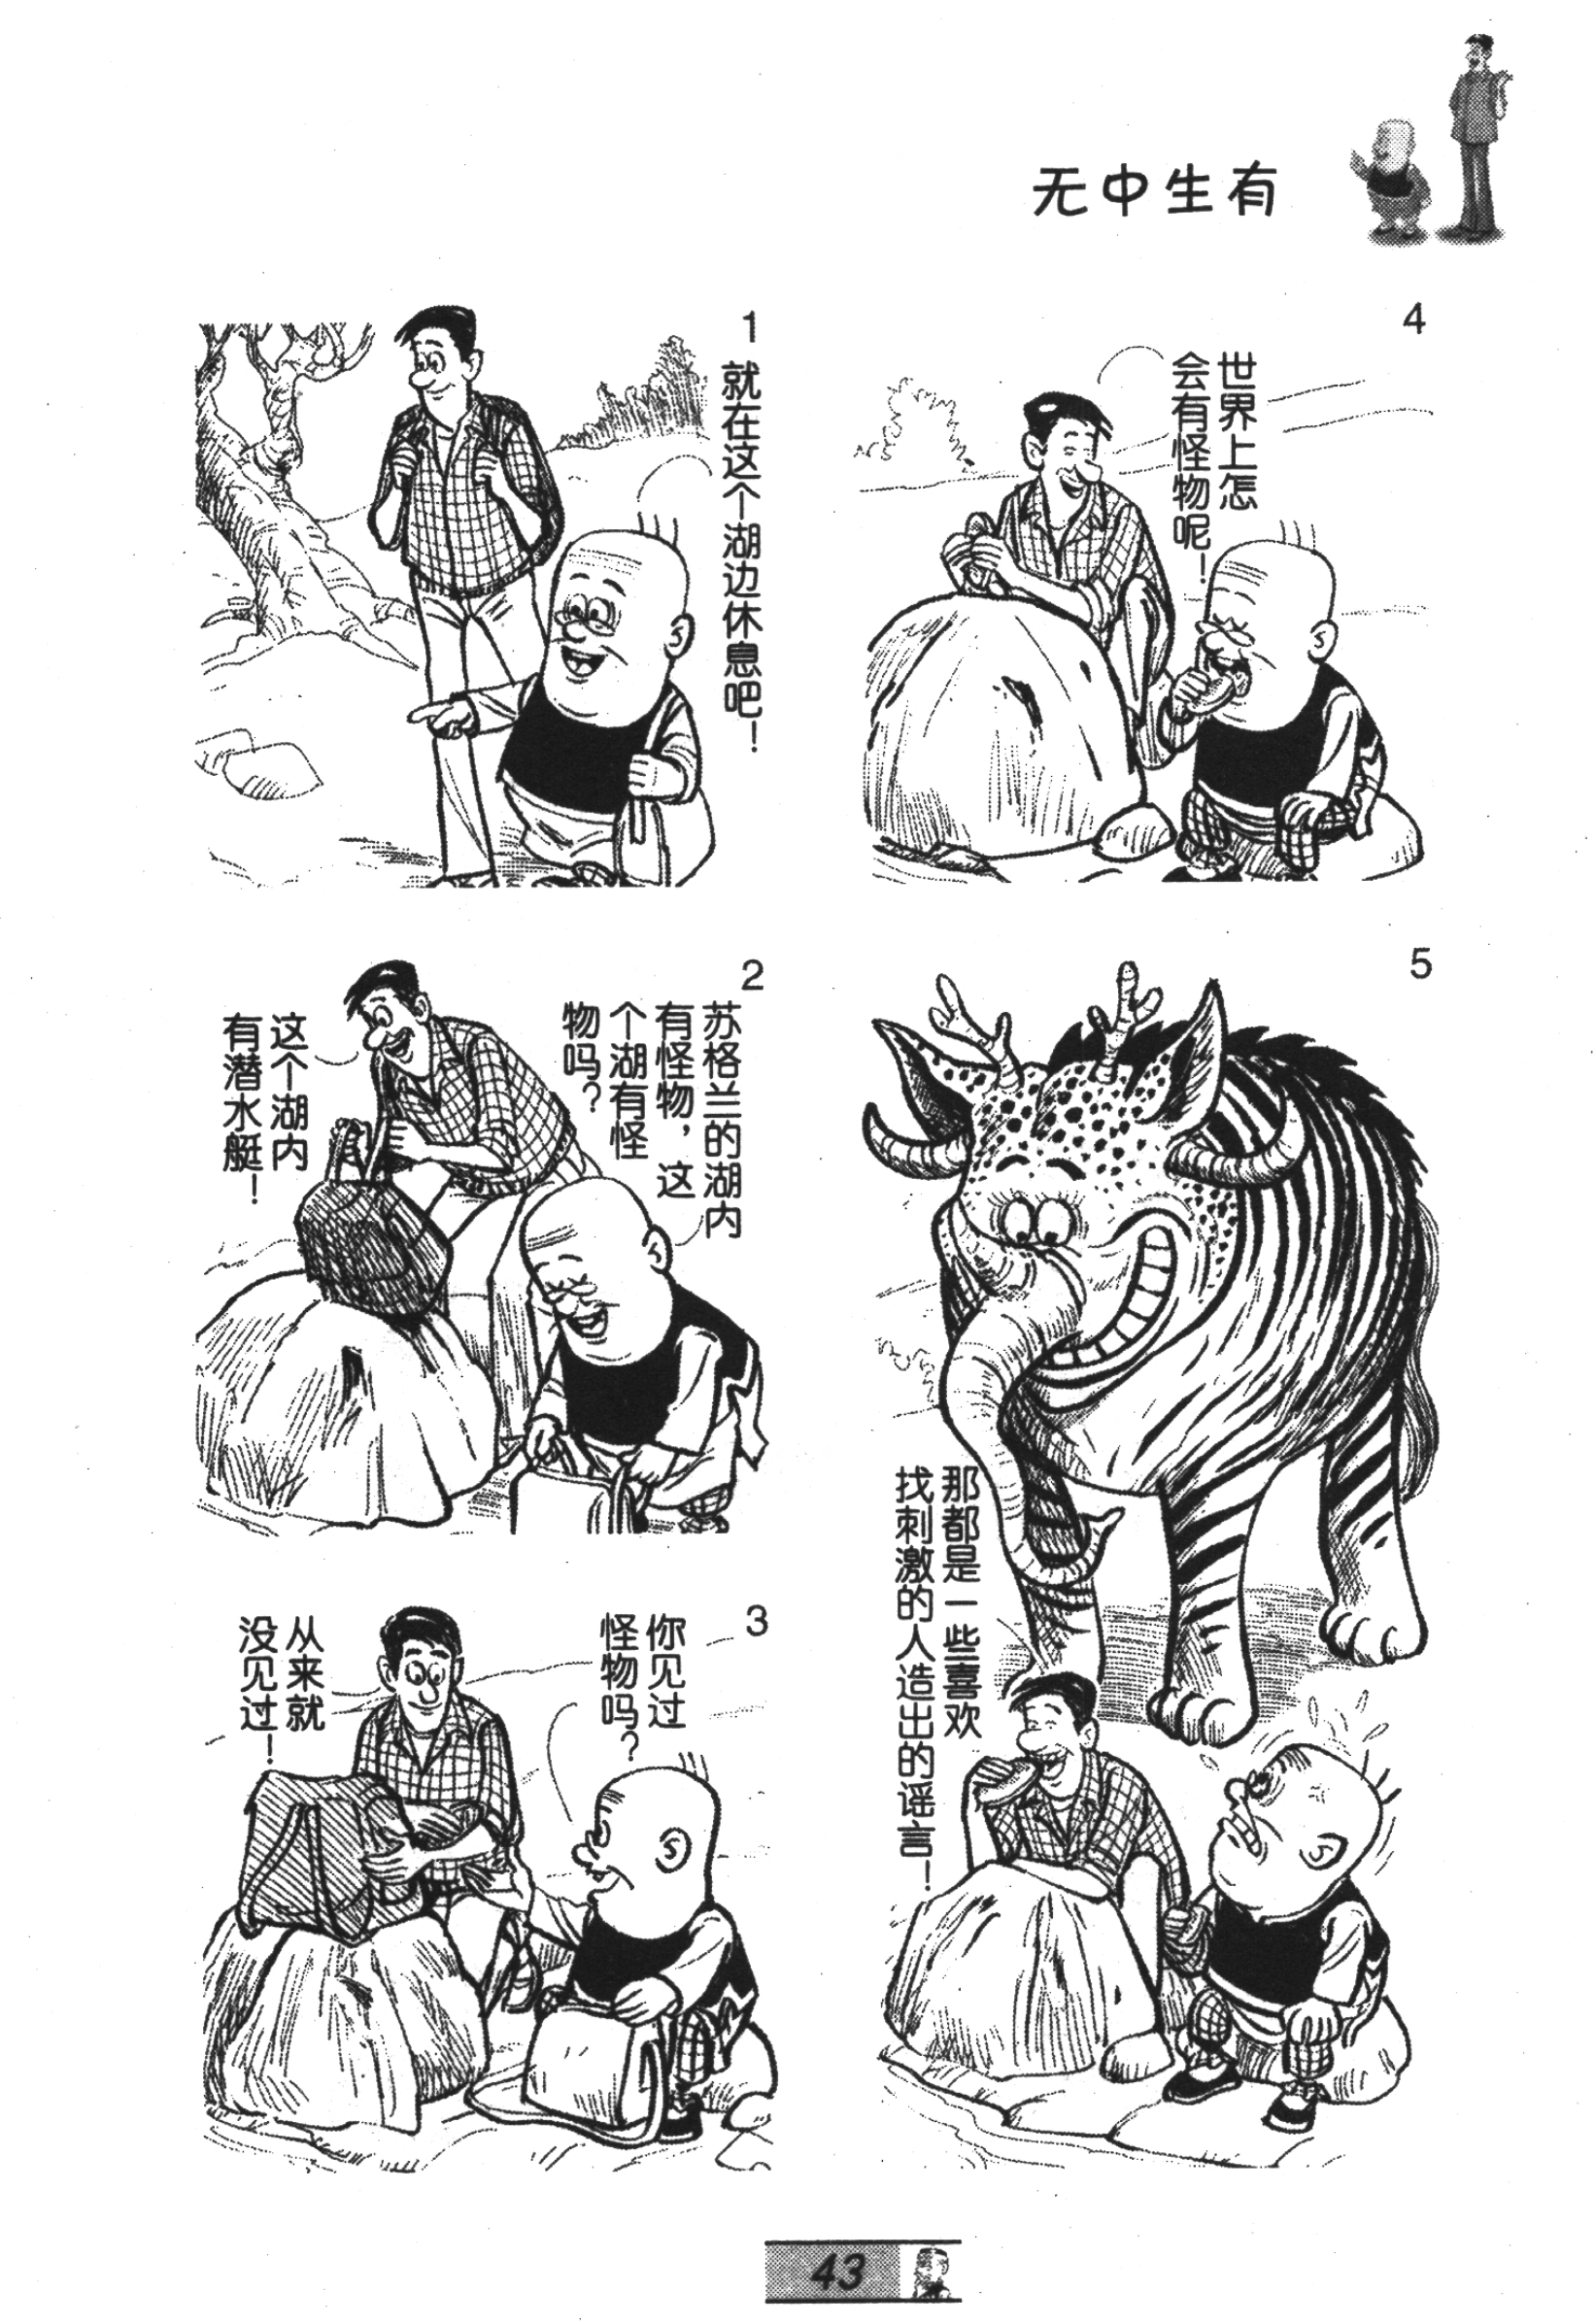 无中生有
1
就在这个湖边休息吧！
2
苏格兰的湖内
有怪物，这
个湖有怪
物吗？
这个湖内
有潜水艇！
3
你见过
怪物吗？
从来就
没见过！
4
世界上怎
会有怪物呢！
5
那都是一些喜欢
找刺激的人造出的谣言！
43